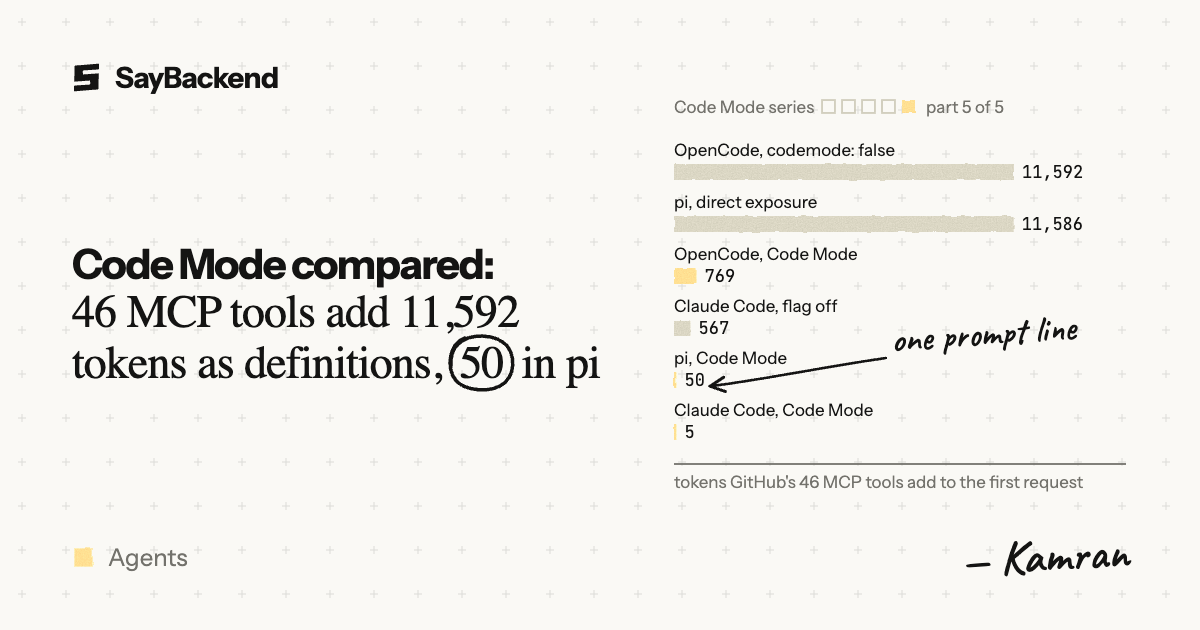 SayBackend
Code Mode compared:
46 MCP tools add 11,592
tokens as definitions, 50 in pi
Agents
Code Mode series part 5 of 5
OpenCode, codemode: false
11,592
pi, direct exposure
11,586
OpenCode, Code Mode
769
Claude Code, flag off
567
one prompt line
pi, Code Mode
50
Claude Code, Code Mode
5
tokens GitHub's 46 MCP tools add to the first request
– Kamran